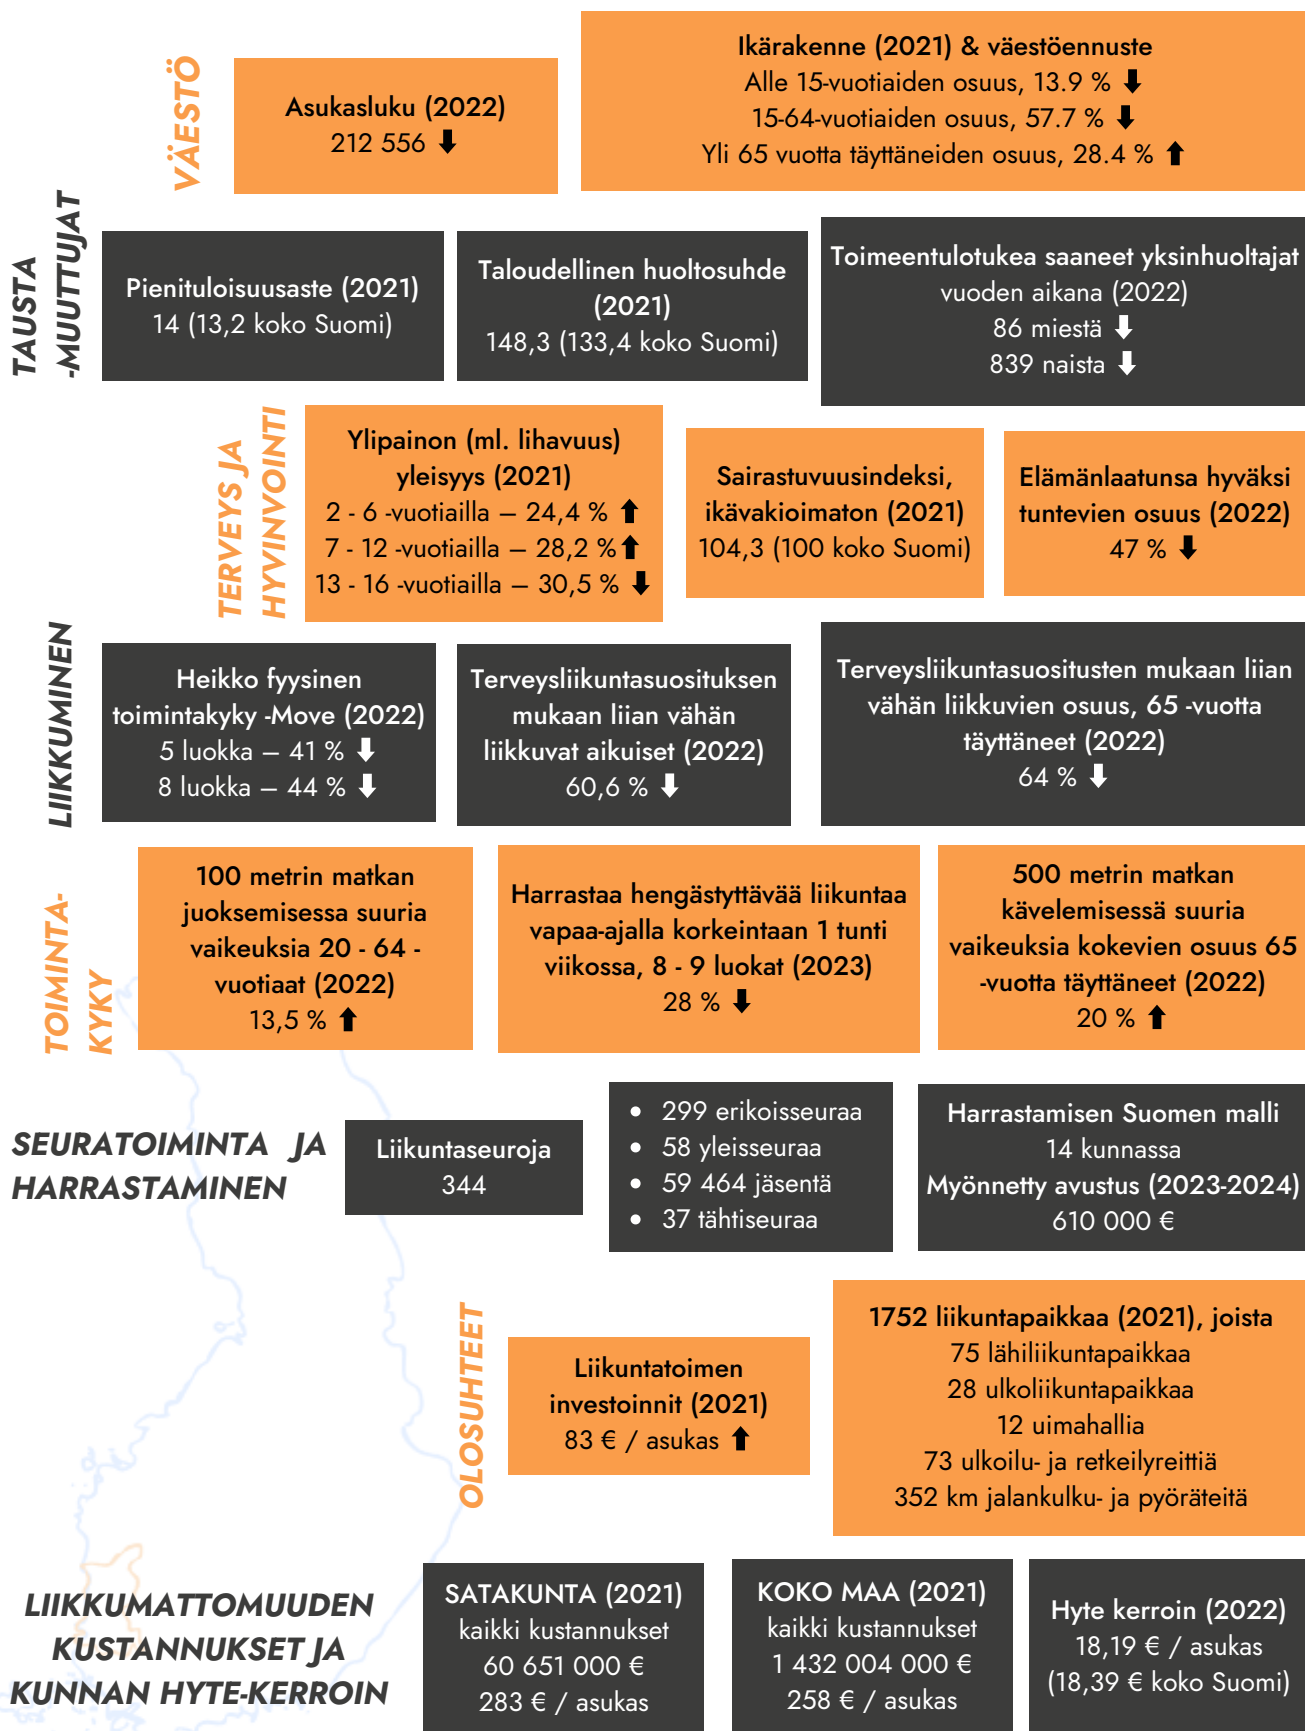 VÄESTÖ
Asukasluku (2022)
212 556 ⬇
Ikärakenne (2021) & väestöennuste
Alle 15-vuotiaiden osuus, 13.9 % ⬇
15-64-vuotiaiden osuus, 57.7 % ⬇
Yli 65 vuotta täyttäneiden osuus, 28.4 % ⬆
TAUSTA
-MUUTTUJAT
Pienituloisuusaste (2021)
14 (13,2 koko Suomi)
Taloudellinen huoltosuhde
(2021)
148,3 (133,4 koko Suomi)
Toimeentulotukea saaneet yksinhuoltajat
vuoden aikana (2022)
86 miestä ⬇
839 naista ⬇
TERVEYS JA
HYVINVOINTI
Ylipainon (ml. lihavuus)
yleisyys (2021)
2 - 6 -vuotiailla – 24,4 % ⬆
7 - 12 -vuotiailla – 28,2 % ⬆
13 - 16 -vuotiailla – 30,5 % ⬇
Sairastuvuusindeksi,
ikävakioimaton (2021)
104,3 (100 koko Suomi)
Elämänlaatunsa hyväksi
tuntevien osuus (2022)
47 % ⬇
LIIKKUMINEN
Heikko fyysinen
toimintakyky -Move (2022)
5 luokka – 41 % ⬇
8 luokka – 44 % ⬇
Terveysliikuntasuosituksen
mukaan liian vähän
liikkuvat aikuiset (2022)
60,6 % ⬇
Terveysliikuntasuositusten mukaan liian
vähän liikkuvien osuus, 65 -vuotta
täyttäneet (2022)
64 % ⬇
TOIMINTA-
KYKY
100 metrin matkan
juoksemisessa suuria
vaikeuksia 20 - 64 -
vuotiaat (2022)
13,5 % ⬆
Harrastaa hengästyttävää liikuntaa
vapaa-ajalla korkeintaan 1 tunti
viikossa, 8 - 9 luokat (2023)
28 % ⬇
500 metrin matkan
kävelemisessä suuria
vaikeuksia kokevien osuus 65
-vuotta täyttäneet (2022)
20 % ⬆
SEURATOIMINTA JA
HARRASTAMINEN
Liikuntaseuroja
344
• 299 erikoisseuraa
• 58 yleisseuraa
• 59 464 jäsentä
• 37 tähtiseuraa
Harrastamisen Suomen malli
14 kunnassa
Myönnetty avustus (2023-2024)
610 000 €
OLOSUHTEET
Liikuntatoimen
investoinnit (2021)
83 € / asukas ⬆
1752 liikuntapaikkaa (2021), joista
75 lähiliikuntapaikkaa
28 ulkoliikuntapaikkaa
12 uimahallia
73 ulkoilu- ja retkeilyreittiä
352 km jalankulku- ja pyöräteitä
LIIKKUMATTOMUUDEN
KUSTANNUKSET JA
KUNNAN HYTE-KERROIN
SATAKUNTA (2021)
kaikki kustannukset
60 651 000 €
283 € / asukas
KOKO MAA (2021)
kaikki kustannukset
1 432 004 000 €
258 € / asukas
Hyte kerroin (2022)
18,19 € / asukas
(18,39 € koko Suomi)